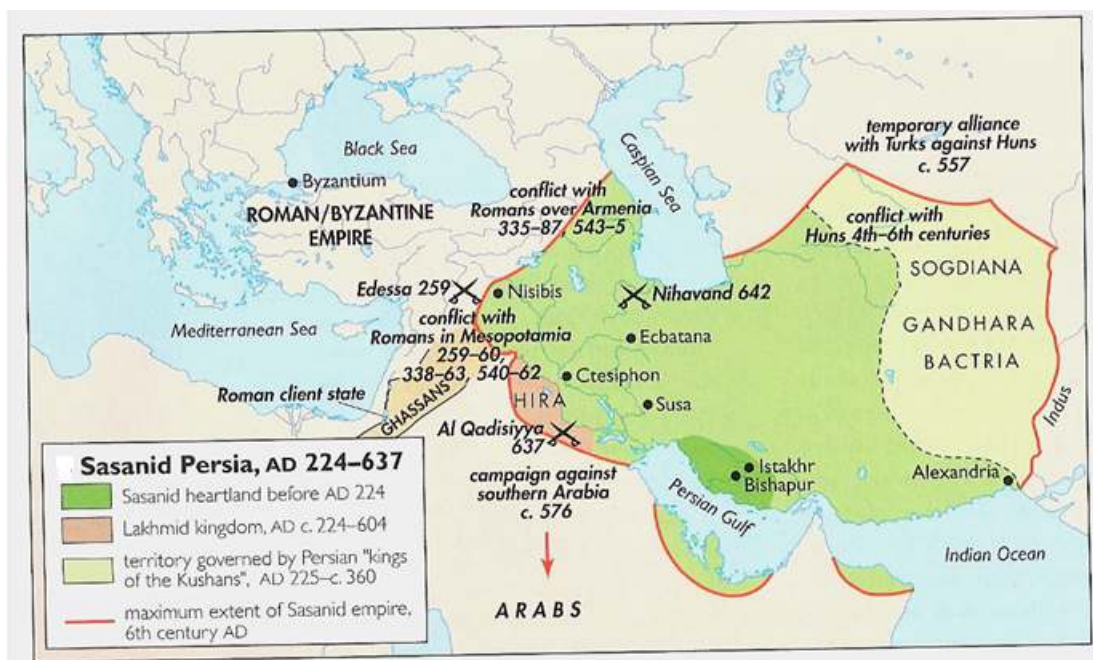 Black Sea
Byzantium
ROMAN/BYZANTINE
EMPIRE
Caspian Sea
temporary alliance
with Turks against Huns
c. 557
conflict with
Romans over Armenia
335–87, 543–5
conflict with
Huns 4th–6th centuries
SOGDIANA
GANDHARA
BACTRIA
Edessa 259
Nisibis
Nihavand 642
Mediterranean Sea
conflict with
Romans in Mesopotamia
259–60,
338–63, 540–62
Ecbatana
Ctesiphon
Roman client state
GHASSANS
HIRA
Susa
Indus
Al Qadisiyya
637
Istakhr
Bishapur
Alexandria
campaign against
southern Arabia
c. 576
Persian Gulf
Indian Ocean
ARABS
Sasanid Persia, AD 224–637
Sasanid heartland before AD 224
Lakhmid kingdom, AD c. 224–604
territory governed by Persian "kings
of the Kushans", AD 225–c. 360
maximum extent of Sasanid empire,
6th century AD